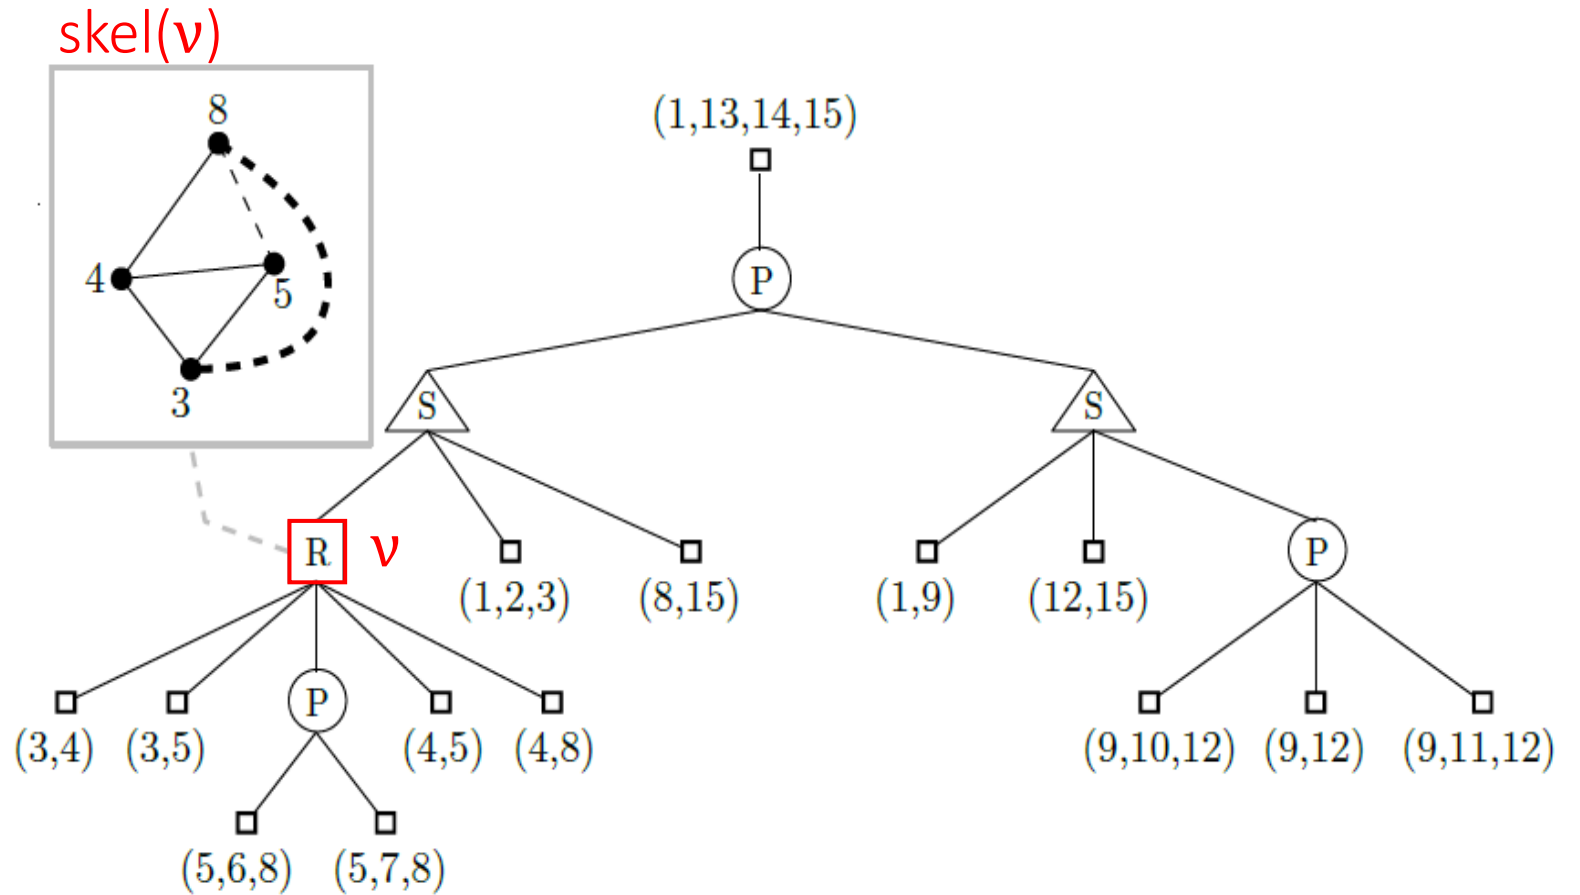 skel(ν)
8
4
5
3
(1,13,14,15)
P
S
S
R
ν
(1,2,3)
(8,15)
(1,9)
(12,15)
P
(3,4)
(3,5)
P
(4,5)
(4,8)
(9,10,12)
(9,12)
(9,11,12)
(5,6,8)
(5,7,8)